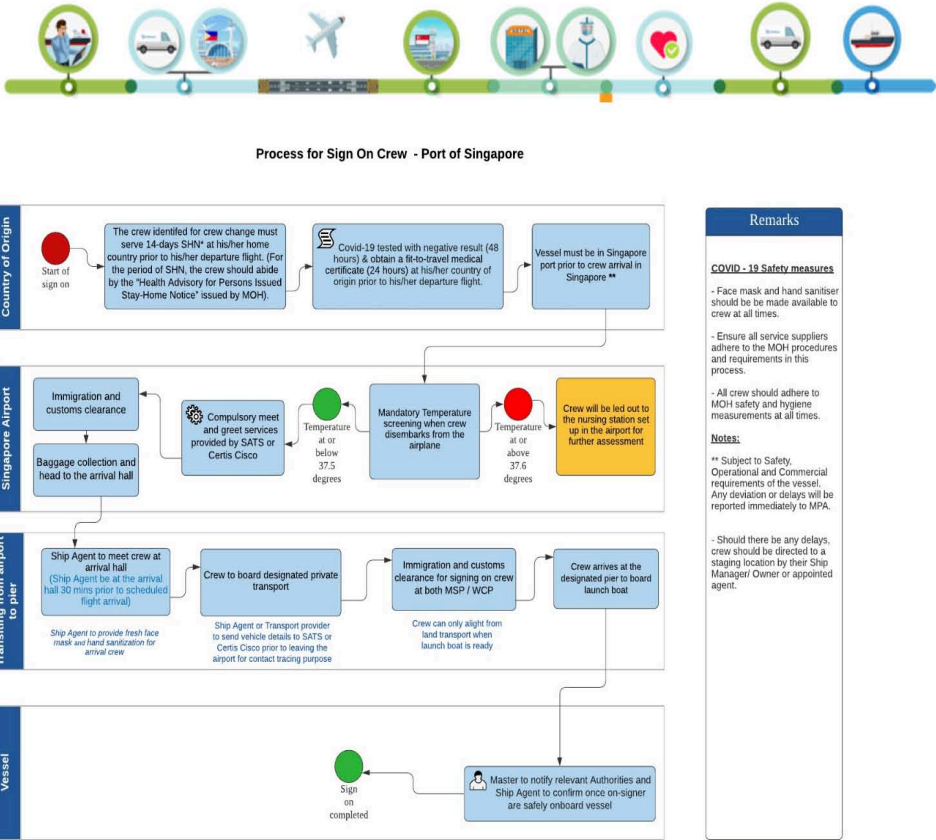 Process for Sign On Crew - Port of Singapore
Country of Origin
Start of
sign on
The crew identifed for crew change must
serve 14-days SHN* at his/her home
country prior to his/her departure flight. (For
the period of SHN, the crew should abide
by the "Health Advisory for Persons Issued
Stay-Home Notice" issued by MOH).
Covid-19 tested with negative result (48
hours) & obtain a fit-to-travel medical
certificate (24 hours) at his/her country of
origin prior to his/her departure flight.
Vessel must be in Singapore
port prior to crew arrival in
Singapore **
Singapore Airport
Immigration and
customs clearance
Baggage collection and
head to the arrival hall
Compulsory meet
and greet services
provided by SATS or
Certis Cisco
Temperature
at or
below
37.5
degrees
Mandatory Temperature
screening when crew
disembarks from the
airplane
Temperature
at or
above
37.6
degrees
Crew will be led out to
the nursing station set
up in the airport for
further assessment
Transiting from airport
to pier
Ship Agent to meet crew at
arrival hall
(Ship Agent be at the arrival
hall 30 mins prior to scheduled
flight arrival)
Ship Agent to provide fresh face
mask and hand sanitization for
arrival crew
Crew to board designated private
transport
Ship Agent or Transport provider
to send vehicle details to SATS or
Certis Cisco prior to leaving the
airport for contact tracing purpose
Immigration and customs
clearance for signing on crew
at both MSP / WCP
Crew can only alight from
land transport when
launch boat is ready
Crew arrives at the
designated pier to board
launch boat
Vessel
Sign
on
completed
Master to notify relevant Authorities and
Ship Agent to confirm once on-signer
are safely onboard vessel
Remarks
COVID - 19 Safety measures
- Face mask and hand sanitiser
should be be made available to
crew at all times.
- Ensure all service suppliers
adhere to the MOH procedures
and requirements in this
process.
- All crew should adhere to
MOH safety and hygiene
measurements at all times.
Notes:
** Subject to Safety,
Operational and Commercial
requirements of the vessel.
Any deviation or delays will be
reported immediately to MPA.
- Should there be any delays,
crew should be directed to a
staging location by their Ship
Manager/ Owner or appointed
agent.